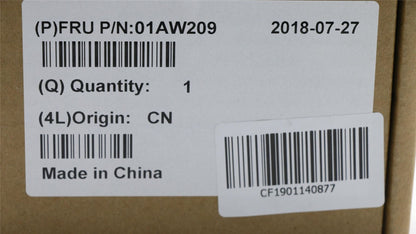 (P)FRU P/N:01AW209 2018-07-27
(Q) Quantity: 1
(4L)Origin: CN
Made in China
CF1901140877